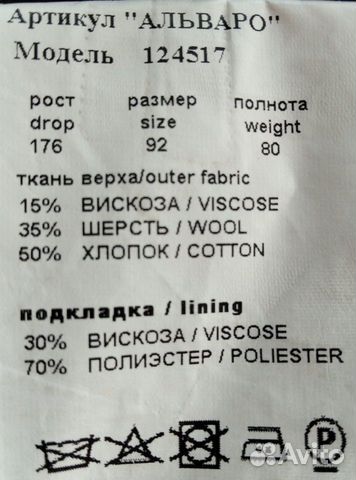 Артикул "АЛЬВАРО"
Модель 124517
рост размер полнота
drop size weight
176 92 80
ткань верха/outer fabric
15% ВИСКОЗА / VISCOSE
35% ШЕРСТЬ / WOOL
50% ХЛОПОК / COTTON
подкладка / lining
30% ВИСКОЗА / VISCOSE
70% ПОЛИЭСТЕР / POLIESTER
P
Avito